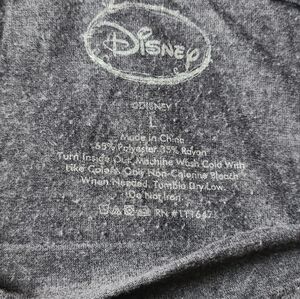 Disney
©DISNEY
L
Made in China
65% Polyester 35% Rayon
Turn Inside Out, Machine Wash Cold With
Like Colors, Only Non-Chlorine Bleach
When Needed, Tumble Dry Low,
Do Not Iron
RN #